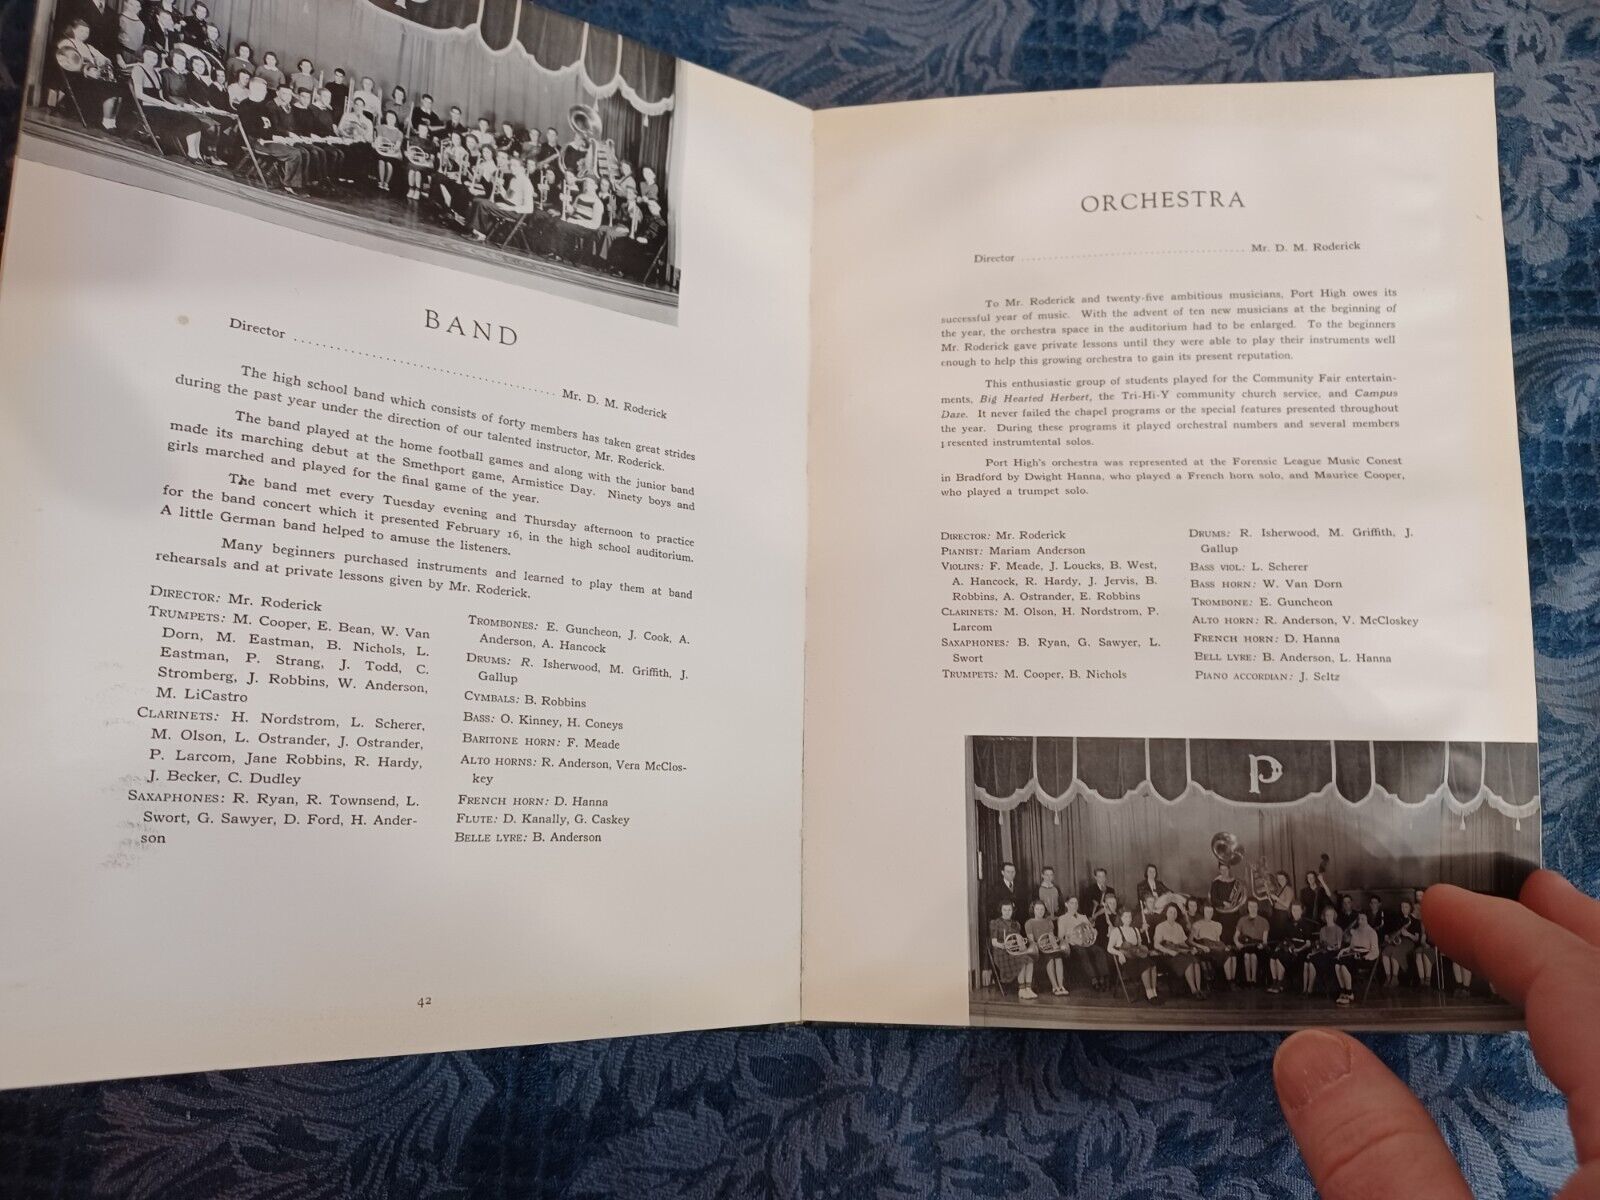 P
BAND
Director ........................................ Mr. D. M. Roderick
The high school band which consists of forty members has taken great strides
during the past year under the direction of our talented instructor, Mr. Roderick.
The band played at the home football games and along with the junior band
made its marching debut at the Smethport game, Armistice Day. Ninety boys and
girls marched and played for the final game of the year.
The band met every Tuesday evening and Thursday afternoon to practice
for the band concert which it presented February 16, in the high school auditorium.
A little German band helped to amuse the listeners.
Many beginners purchased instruments and learned to play them at band
rehearsals and at private lessons given by Mr. Roderick.
DIRECTOR: Mr. Roderick
TRUMPETS: M. Cooper, E. Bean, W. Van
Dorn, M. Eastman, B. Nichols, L.
Eastman, P. Strang, J. Todd, C.
Stromberg, J. Robbins, W. Anderson,
M. LiCastro
CLARINETS: H. Nordstrom, L. Scherer,
M. Olson, L. Ostrander, J. Ostrander,
P. Larcom, Jane Robbins, R. Hardy,
J. Becker, C. Dudley
SAXAPHONES: R. Ryan, R. Townsend, L.
Swort, G. Sawyer, D. Ford, H. Ander-
son
TROMBONES: E. Guncheon, J. Cook, A.
Anderson, A. Hancock
DRUMS: R. Isherwood, M. Griffith, J.
Gallup
CYMBALS: B. Robbins
BASS: O. Kinney, H. Coneys
BARITONE HORN: F. Meade
ALTO HORNS: R. Anderson, Vera McClos-
key
FRENCH HORN: D. Hanna
FLUTE: D. Kanally, G. Caskey
BELLE LYRE: B. Anderson
42
ORCHESTRA
Director ........................................ Mr. D. M. Roderick
To Mr. Roderick and twenty-five ambitious musicians, Port High owes its
successful year of music. With the advent of ten new musicians at the beginning of
the year, the orchestra space in the auditorium had to be enlarged. To the beginners
Mr. Roderick gave private lessons until they were able to play their instruments well
enough to help this growing orchestra to gain its present reputation.
This enthusiastic group of students played for the Community Fair entertain-
ments, Big Hearted Herbert, the Tri-Hi-Y community church service, and Campus
Daze. It never failed the chapel programs or the special features presented throughout
the year. During these programs it played orchestral numbers and several members
presented instrumtental solos.
Port High's orchestra was represented at the Forensic League Music Conest
in Bradford by Dwight Hanna, who played a French horn solo, and Maurice Cooper,
who played a trumpet solo.
DIRECTOR: Mr. Roderick
PIANIST: Mariam Anderson
VIOLINS: F. Meade, J. Loucks, B. West,
A. Hancock, R. Hardy, J. Jervis, B.
Robbins, A. Ostrander, E. Robbins
CLARINETS: M. Olson, H. Nordstrom, P.
Larcom
SAXAPHONES: B. Ryan, G. Sawyer, L.
Swort
TRUMPETS: M. Cooper, B. Nichols
DRUMS: R. Isherwood, M. Griffith, J.
Gallup
BASS VIOL: L. Scherer
BASS HORN: W. Van Dorn
TROMBONE: E. Guncheon
ALTO HORN: R. Anderson, V. McCloskey
FRENCH HORN: D. Hanna
BELL LYRE: B. Anderson, L. Hanna
PIANO ACCORDIAN: J. Seltz
P